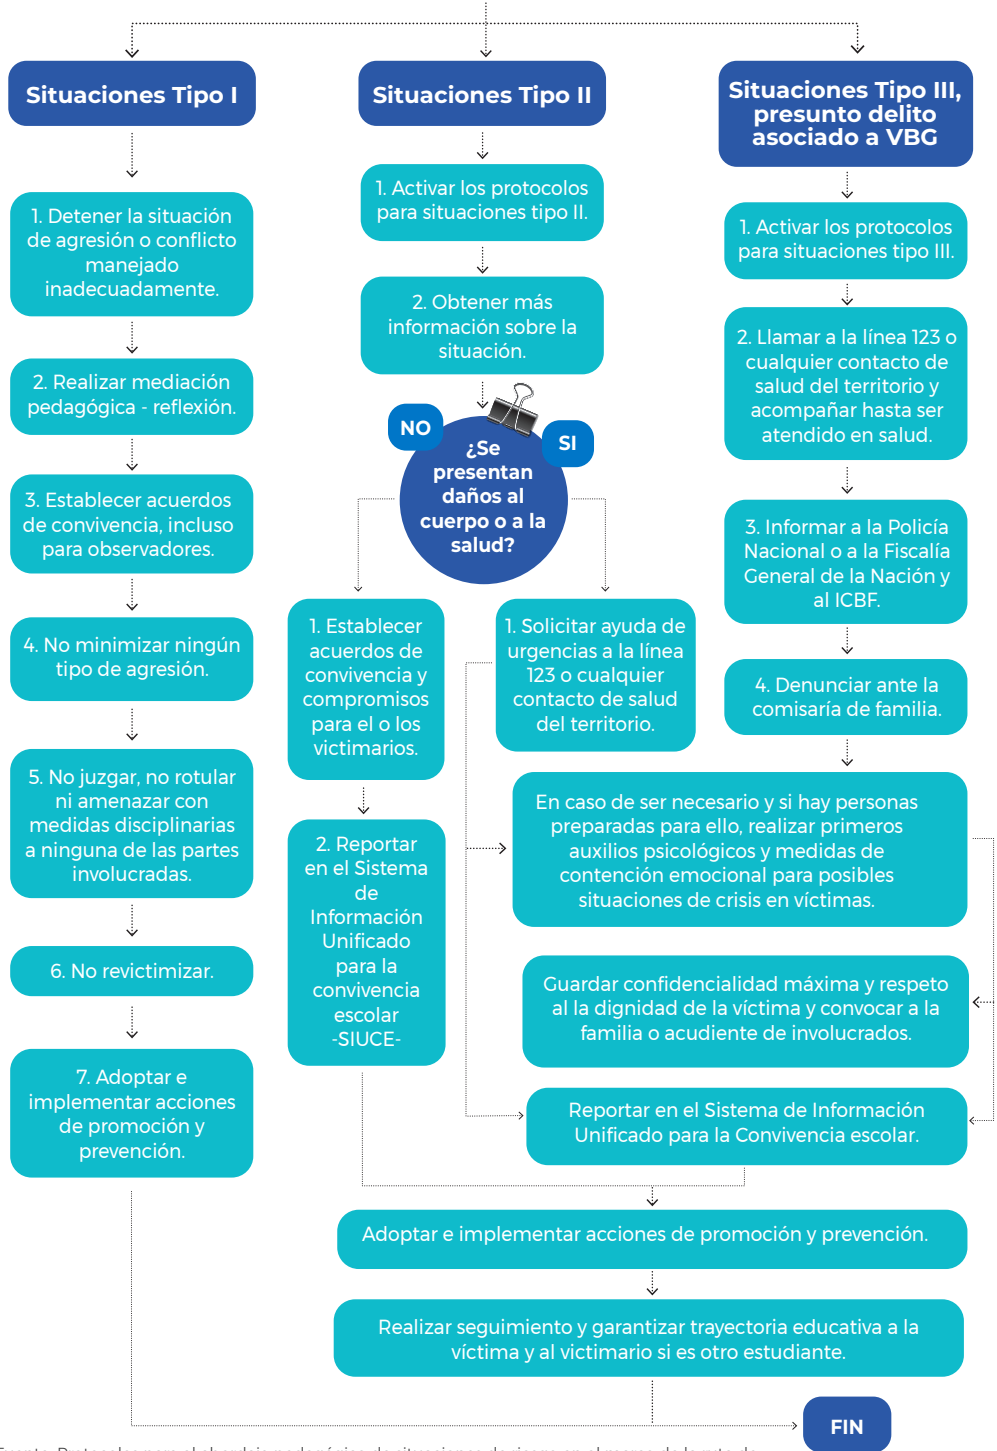 Situaciones Tipo I
1. Detener la situación
de agresión o conflicto
manejado
inadecuadamente.
2. Realizar mediación
pedagógica - reflexión.
3. Establecer acuerdos
de convivencia, incluso
para observadores.
4. No minimizar ningún
tipo de agresión.
5. No juzgar, no rotular
ni amenazar con
medidas disciplinarias
a ninguna de las partes
involucradas.
6. No revictimizar.
7. Adoptar e
implementar acciones
de promoción y
prevención.
Situaciones Tipo II
1. Activar los protocolos
para situaciones tipo II.
2. Obtener más
información sobre la
situación.
NO
SI
¿Se
presentan
daños al
cuerpo o a la
salud?
1. Establecer
acuerdos de
convivencia y
compromisos
para el o los
victimarios.
2. Reportar
en el Sistema
de
Información
Unificado
para la
convivencia
escolar
-SIUCE-
1. Solicitar ayuda de
urgencias a la línea
123 o cualquier
contacto de salud
del territorio.
Situaciones Tipo III,
presunto delito
asociado a VBG
1. Activar los protocolos
para situaciones tipo III.
2. Llamar a la línea 123 o
cualquier contacto de
salud del territorio y
acompañar hasta ser
atendido en salud.
3. Informar a la Policía
Nacional o a la Fiscalía
General de la Nación y
al ICBF.
4. Denunciar ante la
comisaría de familia.
En caso de ser necesario y si hay personas
preparadas para ello, realizar primeros
auxilios psicológicos y medidas de
contención emocional para posibles
situaciones de crisis en víctimas.
Guardar confidencialidad máxima y respeto
al la dignidad de la víctima y convocar a la
familia o acudiente de involucrados.
Reportar en el Sistema de Información
Unificado para la Convivencia escolar.
Adoptar e implementar acciones de promoción y prevención.
Realizar seguimiento y garantizar trayectoria educativa a la
víctima y al victimario si es otro estudiante.
FIN